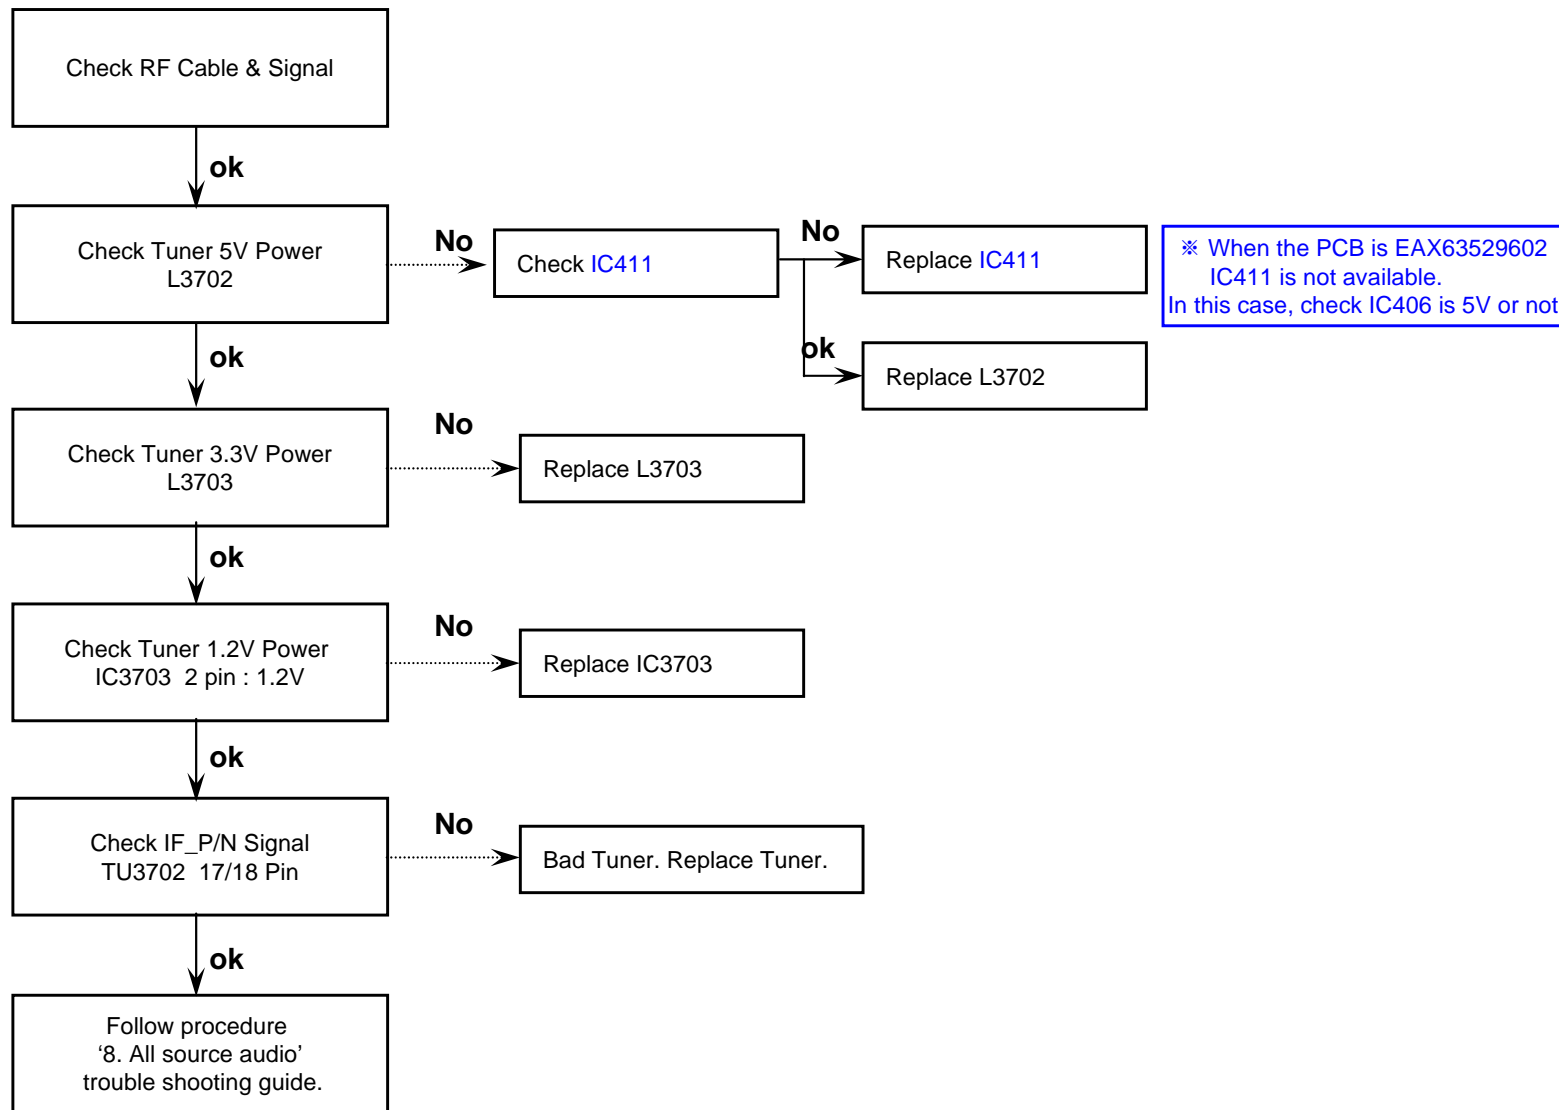 Check RF Cable & Signal
ok
Check Tuner 5V Power
L3702
No
Check IC411
No
Replace IC411
※ When the PCB is EAX63529602
IC411 is not available.
In this case, check IC406 is 5V or not
ok
Replace L3702
ok
Check Tuner 3.3V Power
L3703
No
Replace L3703
ok
Check Tuner 1.2V Power
IC3703 2 pin : 1.2V
No
Replace IC3703
ok
Check IF_P/N Signal
TU3702 17/18 Pin
No
Bad Tuner. Replace Tuner.
ok
Follow procedure
‘8. All source audio’
trouble shooting guide.